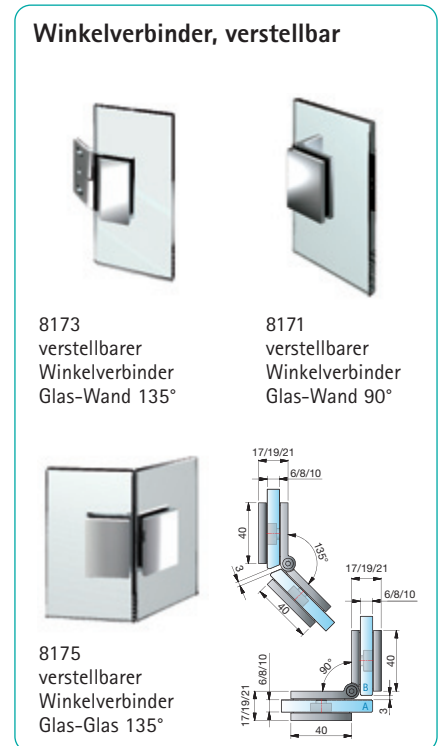 Winkelverbinder, verstellbar
8173
verstellbarer
Winkelverbinder
Glas-Wand 135°
8171
verstellbarer
Winkelverbinder
Glas-Wand 90°
8175
verstellbarer
Winkelverbinder
Glas-Glas 135°
17/19/21
6/8/10
40
135°
3
40
17/19/21
6/8/10
90°
40
B
3
6/8/10
17/19/21
A
40